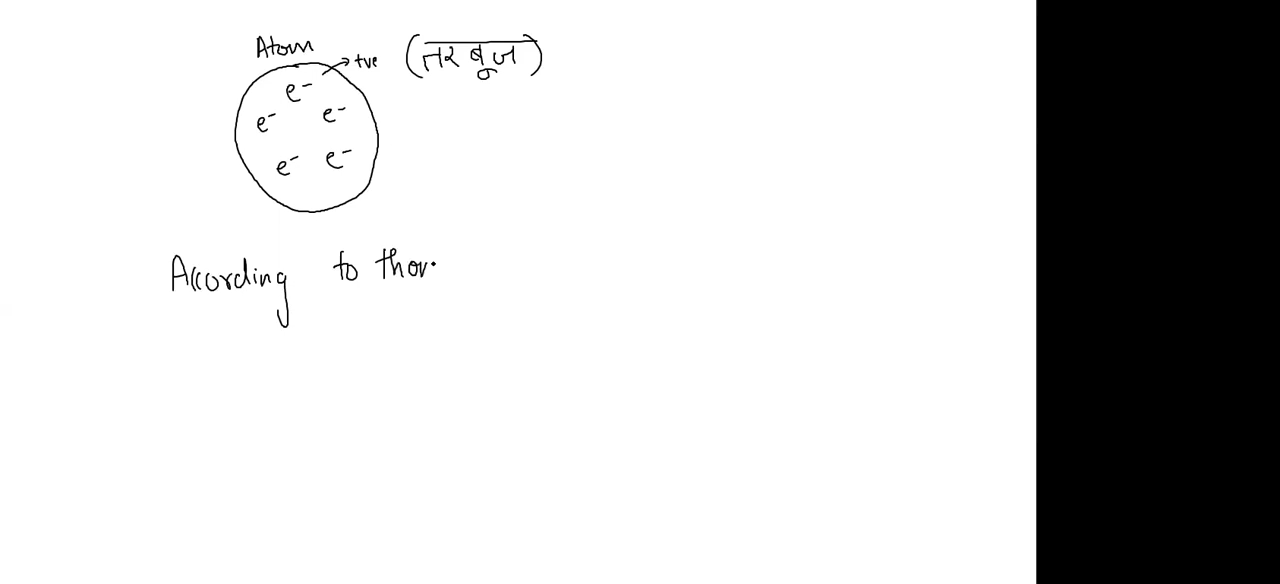 Atom
+ve (तरबूज)
e-
e- e-
e- e-
According to thor.